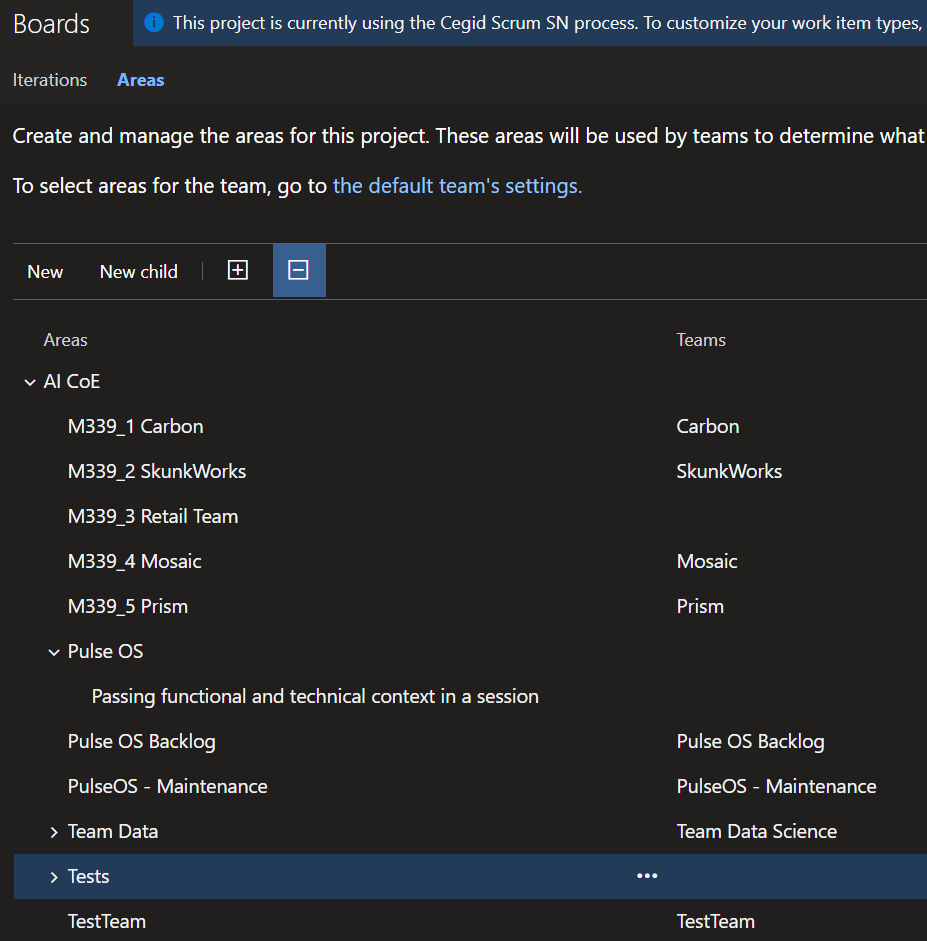 Boards
This project is currently using the Cegid Scrum SN process. To customize your work item types,
Iterations Areas
Create and manage the areas for this project. These areas will be used by teams to determine what
To select areas for the team, go to the default team's settings.
New New child
Areas Teams
AI CoE
M339_1 Carbon Carbon
M339_2 SkunkWorks SkunkWorks
M339_3 Retail Team
M339_4 Mosaic Mosaic
M339_5 Prism Prism
Pulse OS
Passing functional and technical context in a session
Pulse OS Backlog Pulse OS Backlog
PulseOS - Maintenance PulseOS - Maintenance
Team Data Team Data Science
Tests
TestTeam TestTeam